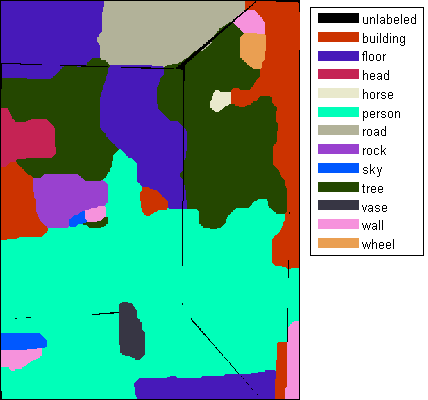 unlabeled
building
floor
head
horse
person
road
rock
sky
tree
vase
wall
wheel